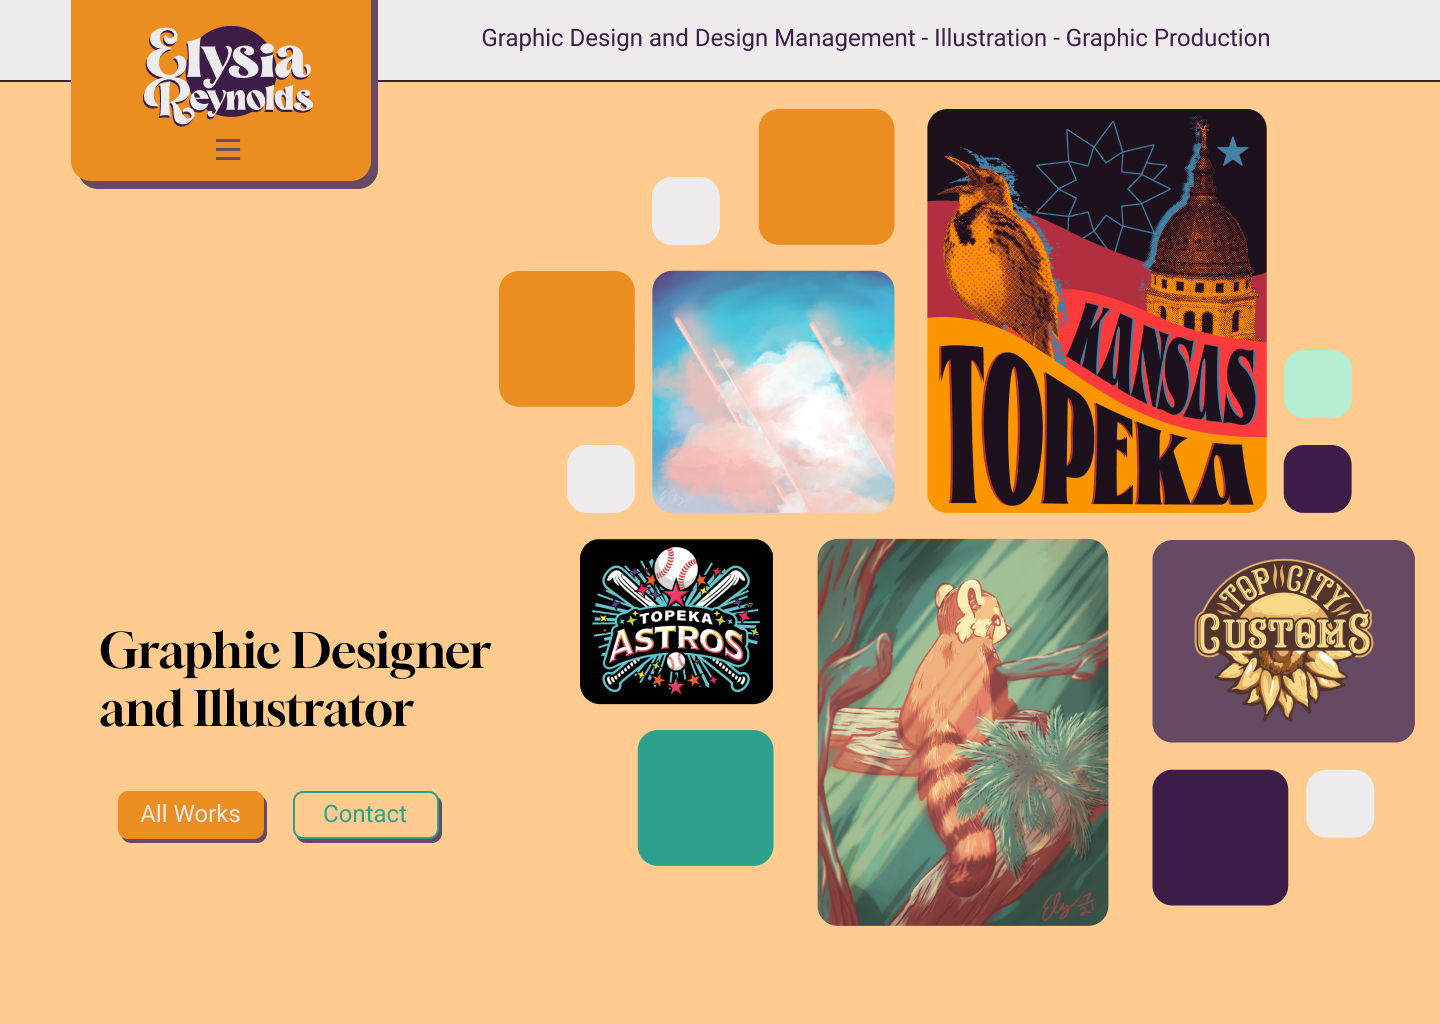 Elysia
Reynolds
Graphic Design and Design Management - Illustration - Graphic Production
KANSAS
TOPEKA
TOPEKA
ASTROS
TOP CITY
CUSTOMS
Graphic Designer
and Illustrator
All Works
Contact